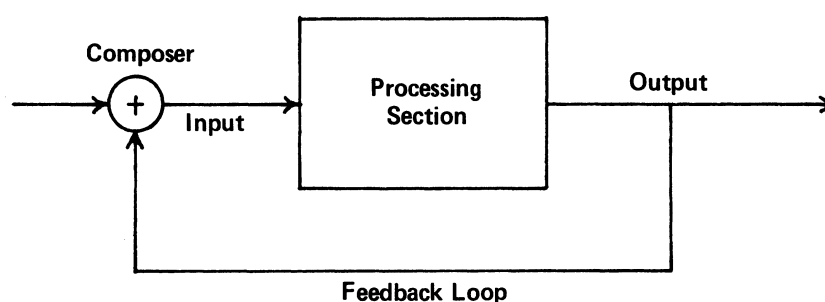 Composer
+
Input
Processing
Section
Output
Feedback Loop